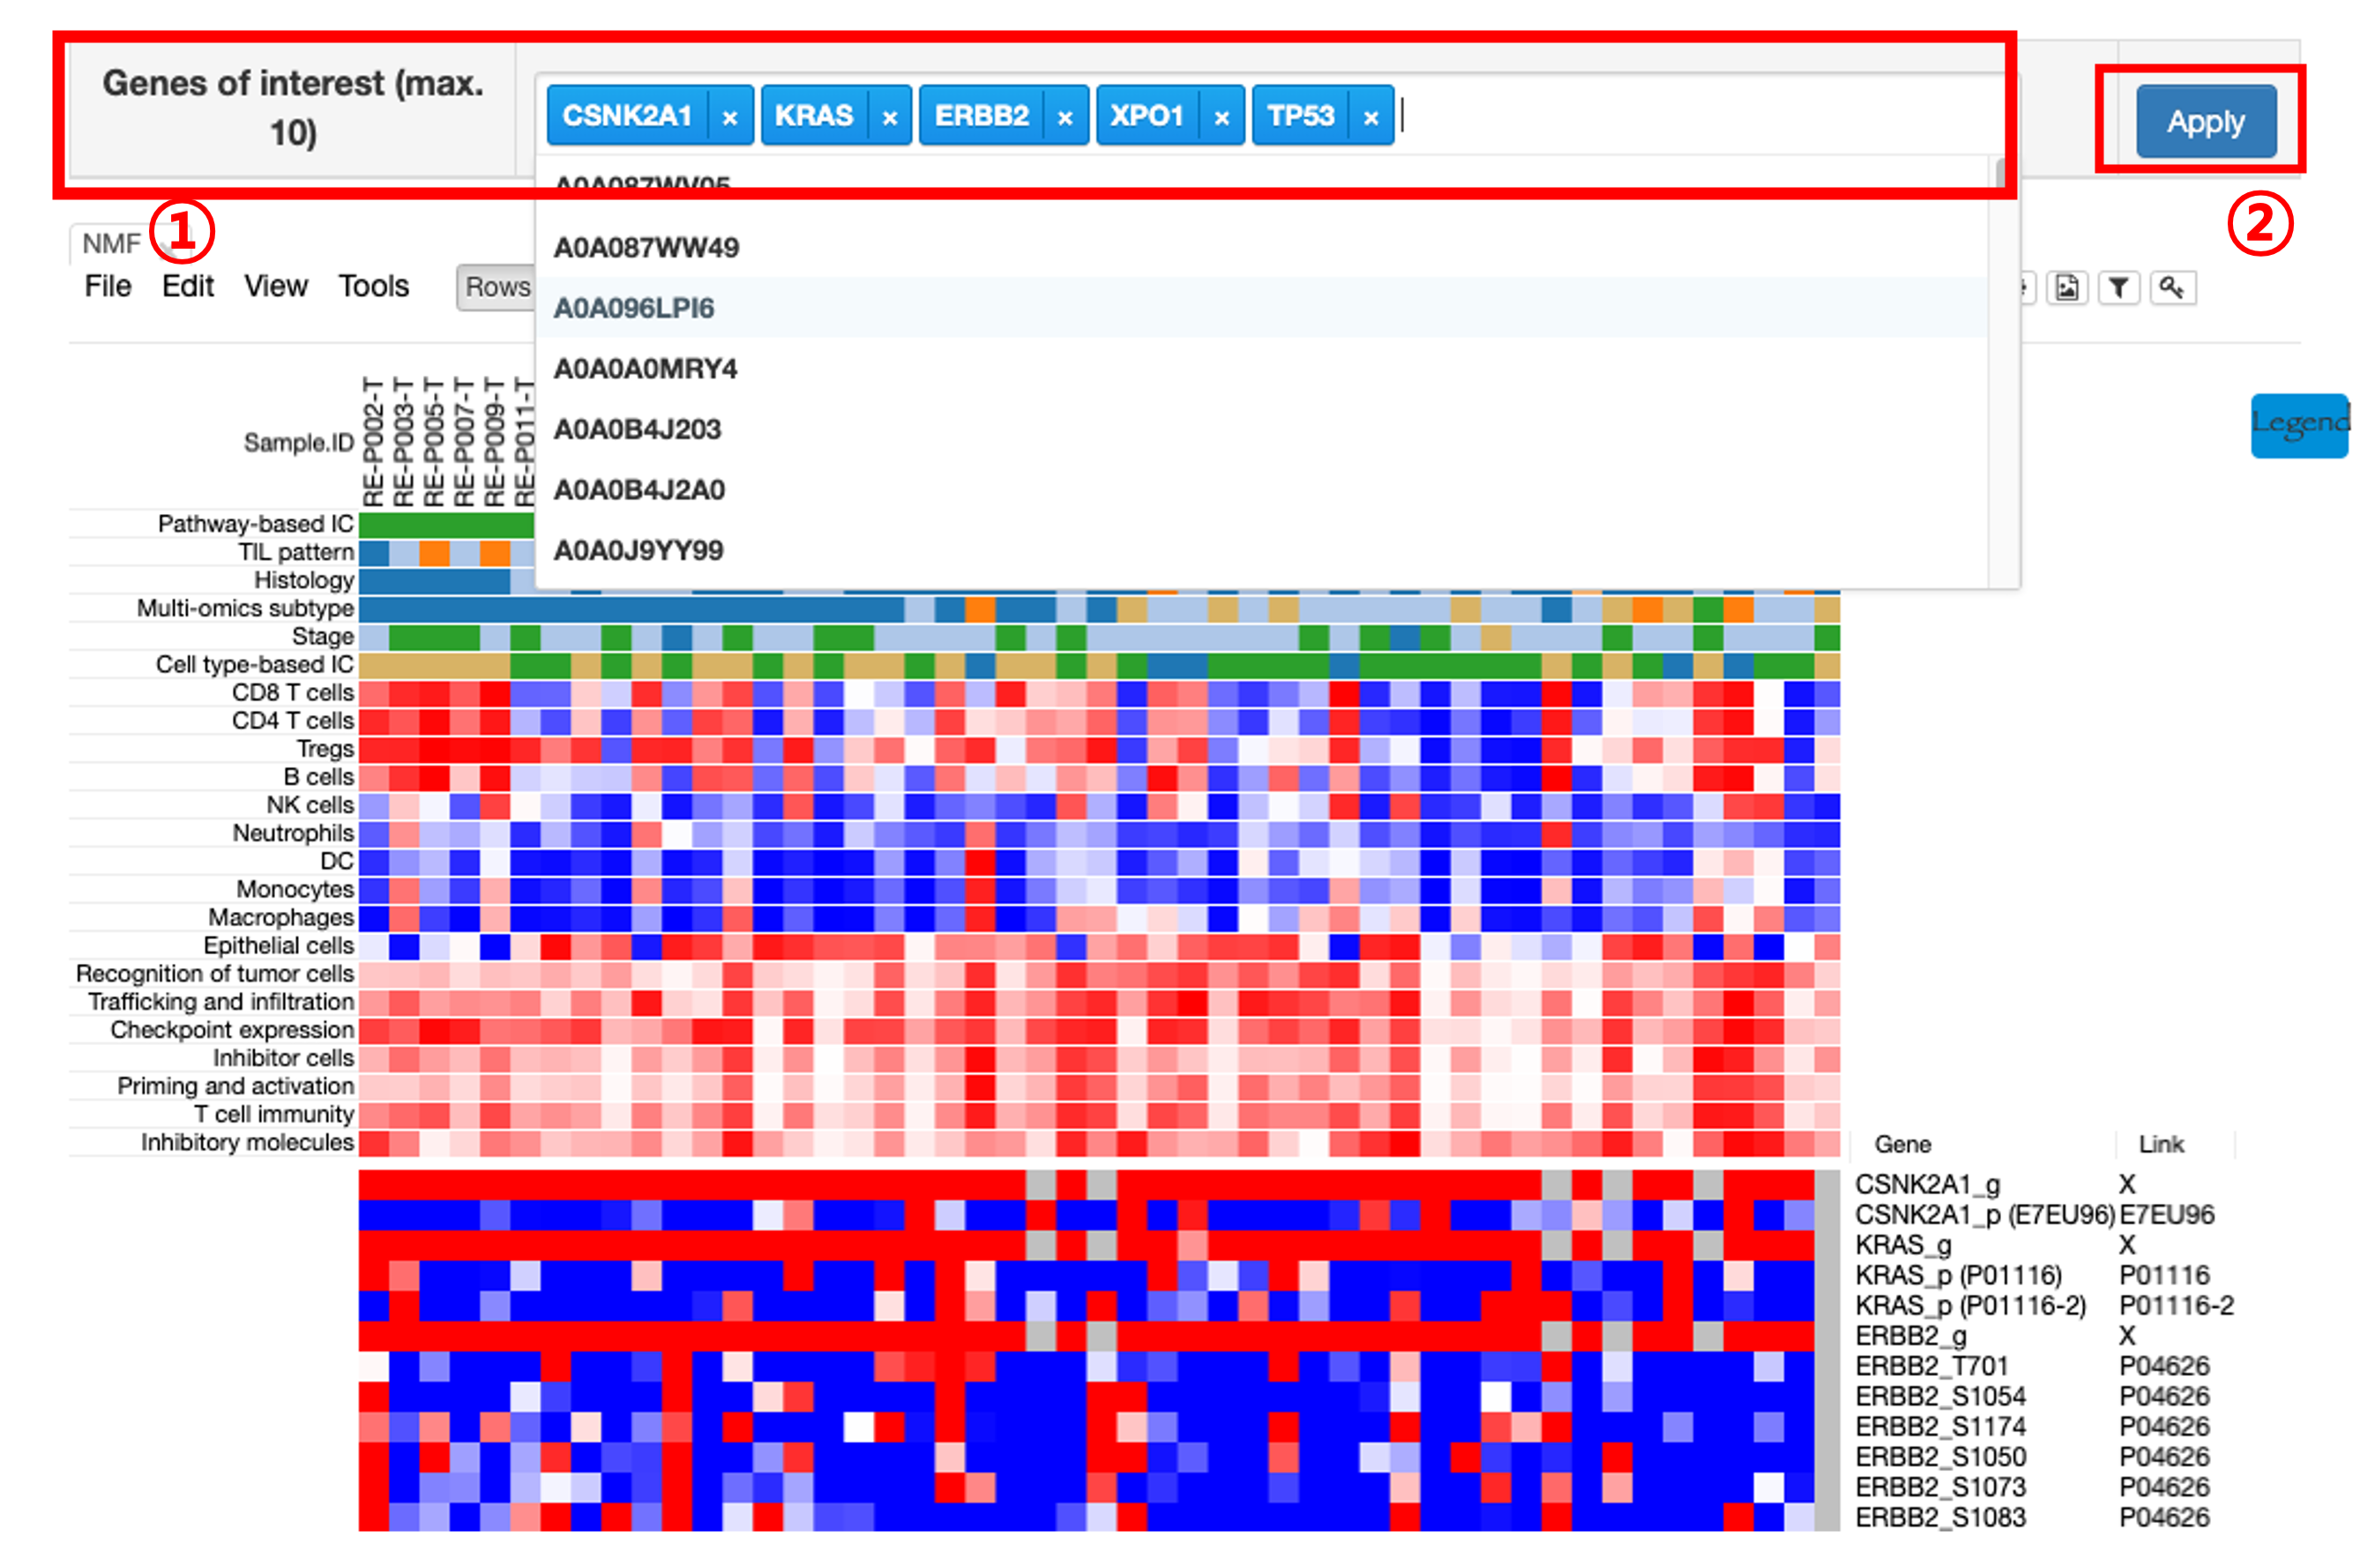 Genes of interest (max.
10)
CSNK2A1 × KRAS × ERBB2 × XPO1 × TP53 ×
Apply
A0A087WV05
①
②
NMF
A0A087WW49
File Edit View Tools Rows
A0A096LPI6
A0A0A0MRY4
A0A0B4J203
A0A0B4J2A0
A0A0J9YY99
Legend
Sample.ID
RE-P002-T
RE-P003-T
RE-P005-T
RE-P007-T
RE-P009-T
RE-P011-T
Pathway-based IC
TIL pattern
Histology
Multi-omics subtype
Stage
Cell type-based IC
CD8 T cells
CD4 T cells
Tregs
B cells
NK cells
Neutrophils
DC
Monocytes
Macrophages
Epithelial cells
Recognition of tumor cells
Trafficking and infiltration
Checkpoint expression
Inhibitor cells
Priming and activation
T cell immunity
Inhibitory molecules
Gene Link
CSNK2A1_g X
CSNK2A1_p (E7EU96) E7EU96
KRAS_g X
KRAS_p (P01116) P01116
KRAS_p (P01116-2) P01116-2
ERBB2_g X
ERBB2_T701 P04626
ERBB2_S1054 P04626
ERBB2_S1174 P04626
ERBB2_S1050 P04626
ERBB2_S1073 P04626
ERBB2_S1083 P04626